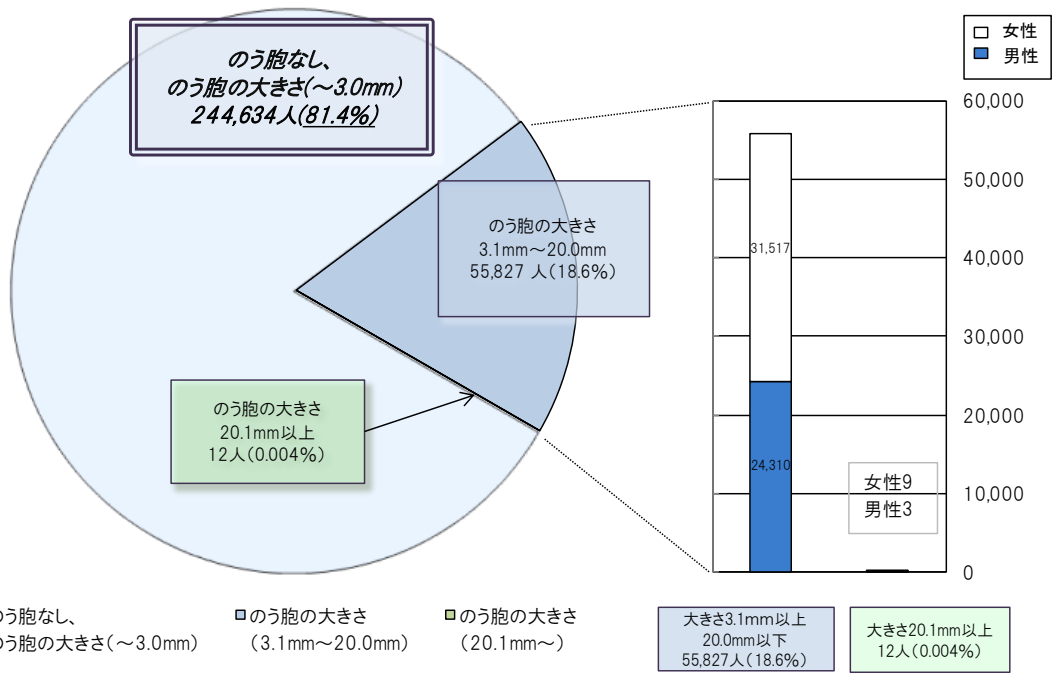 のう胞なし、
のう胞の大きさ(～3.0mm)
244,634人(81.4%)
のう胞の大きさ
3.1mm～20.0mm
55,827 人(18.6%)
のう胞の大きさ
20.1mm以上
12人(0.004%)
女性
男性
60,000
50,000
40,000
30,000
20,000
10,000
0
31,517
24,310
女性9
男性3
のう胞なし、
のう胞の大きさ(～3.0mm)
のう胞の大きさ
(3.1mm～20.0mm)
のう胞の大きさ
(20.1mm～)
大きさ3.1mm以上
20.0mm以下
55,827人(18.6%)
大きさ20.1mm以上
12人(0.004%)